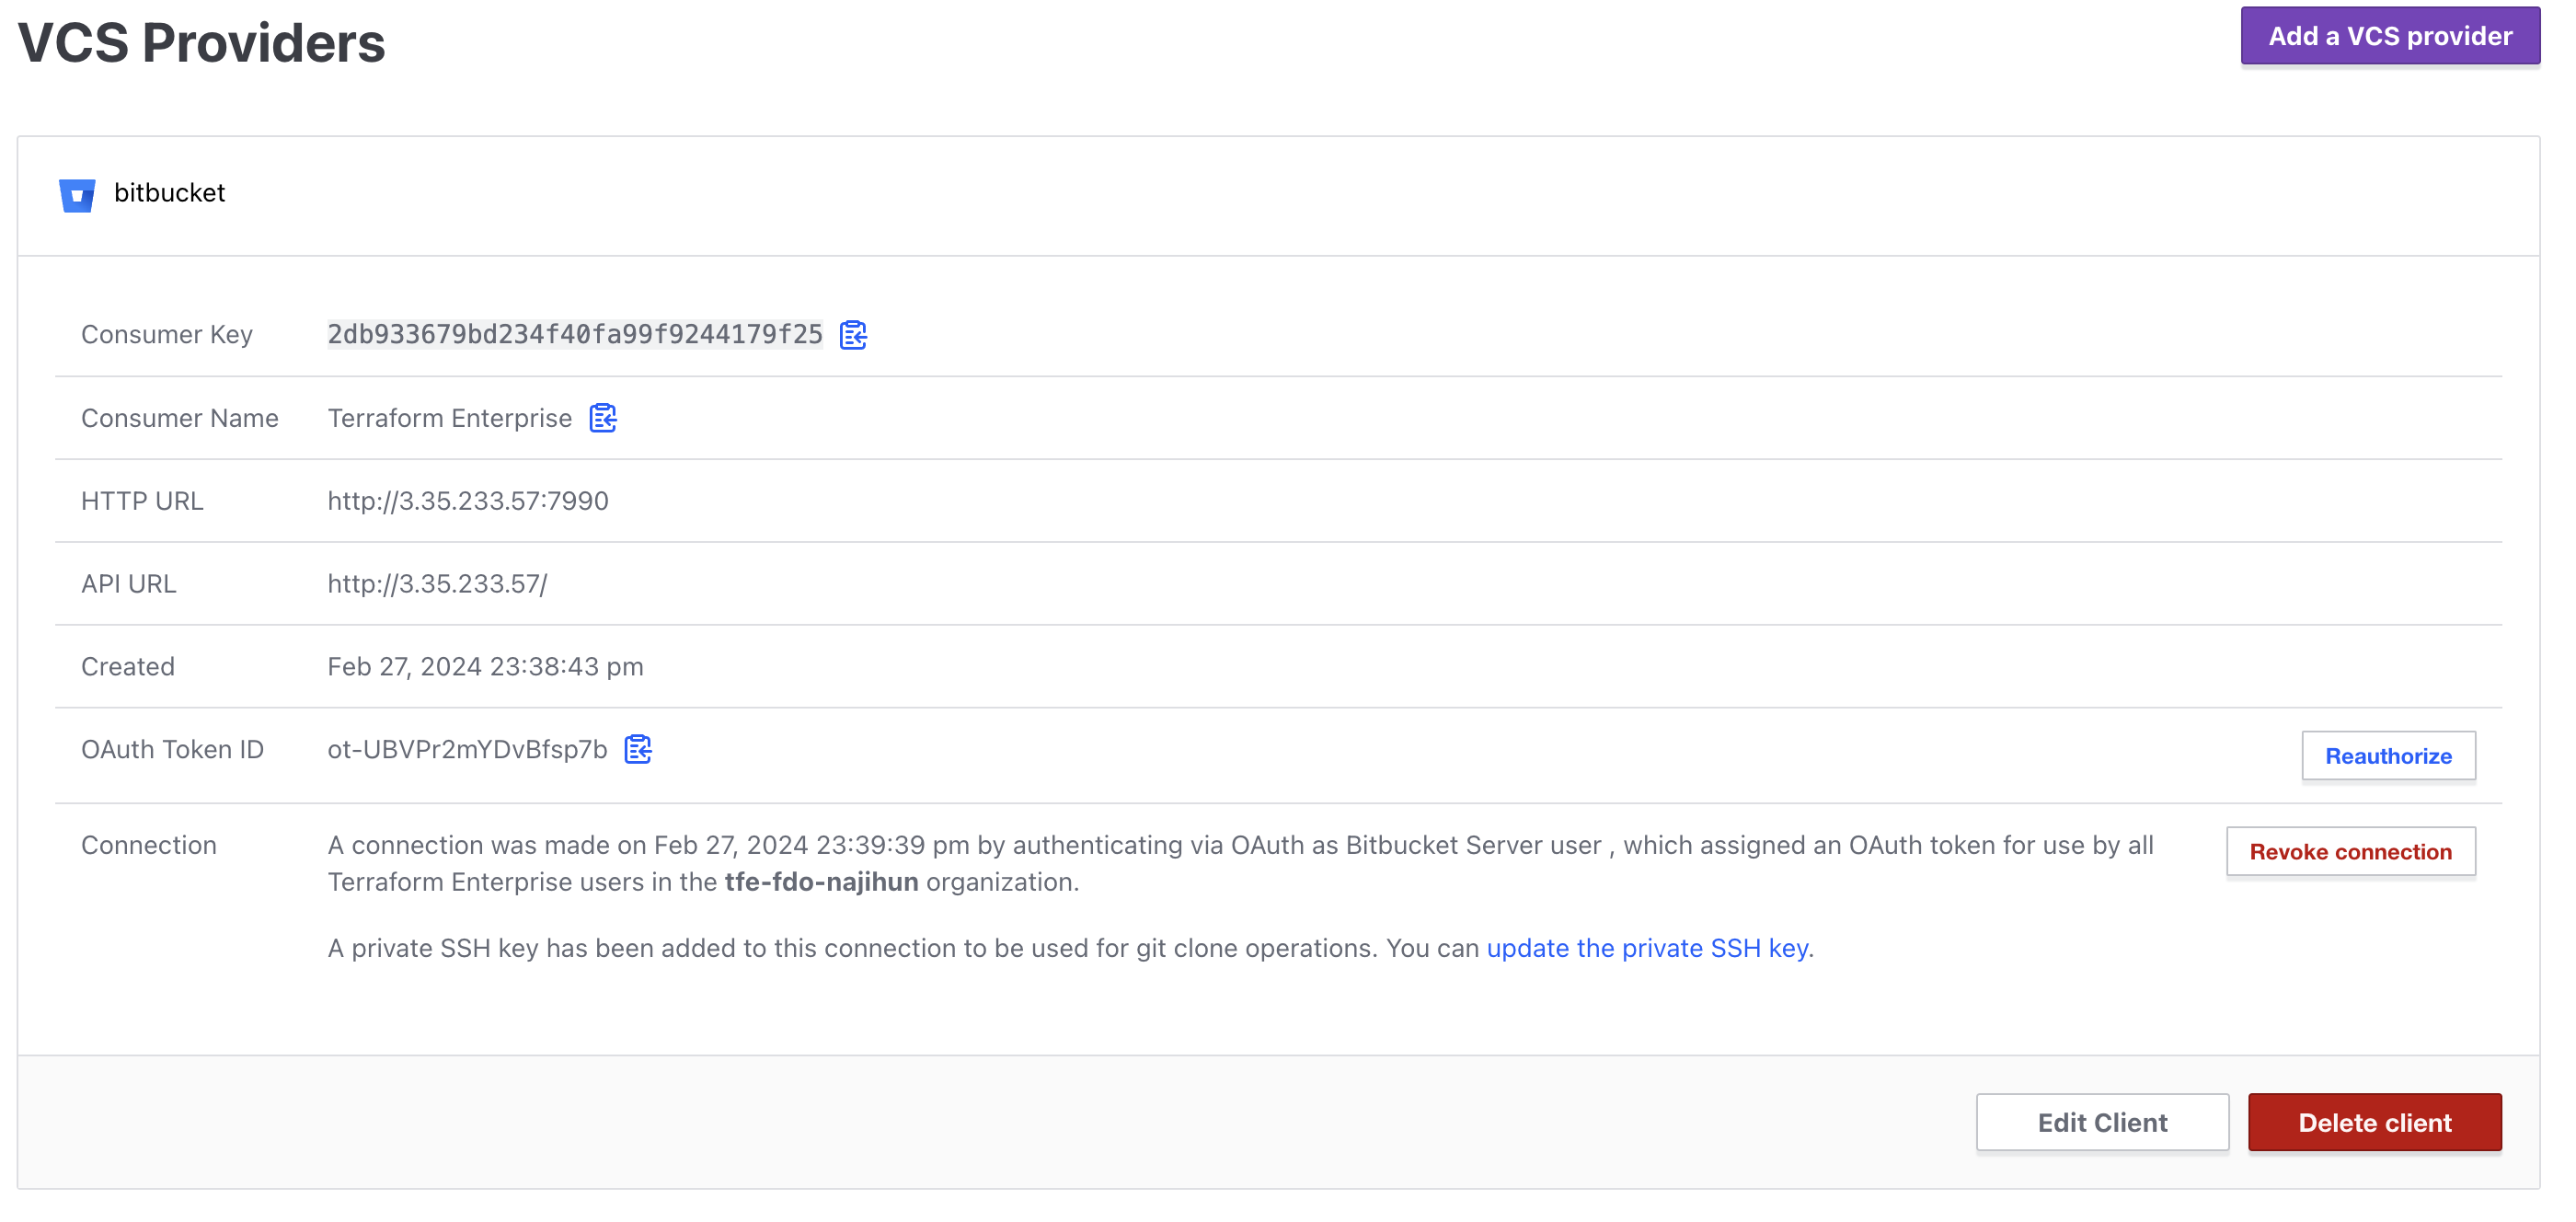 VCS Providers
Add a VCS provider
bitbucket
Consumer Key 2db933679bd234f40fa99f9244179f25
Consumer Name Terraform Enterprise
HTTP URL http://3.35.233.57:7990
API URL http://3.35.233.57/
Created Feb 27, 2024 23:38:43 pm
OAuth Token ID ot-UBVPr2mYDvBfsp7b
Reauthorize
Connection A connection was made on Feb 27, 2024 23:39:39 pm by authenticating via OAuth as Bitbucket Server user , which assigned an OAuth token for use by all
Terraform Enterprise users in the tfe-fdo-najihun organization.
Revoke connection
A private SSH key has been added to this connection to be used for git clone operations. You can update the private SSH key.
Edit Client
Delete client